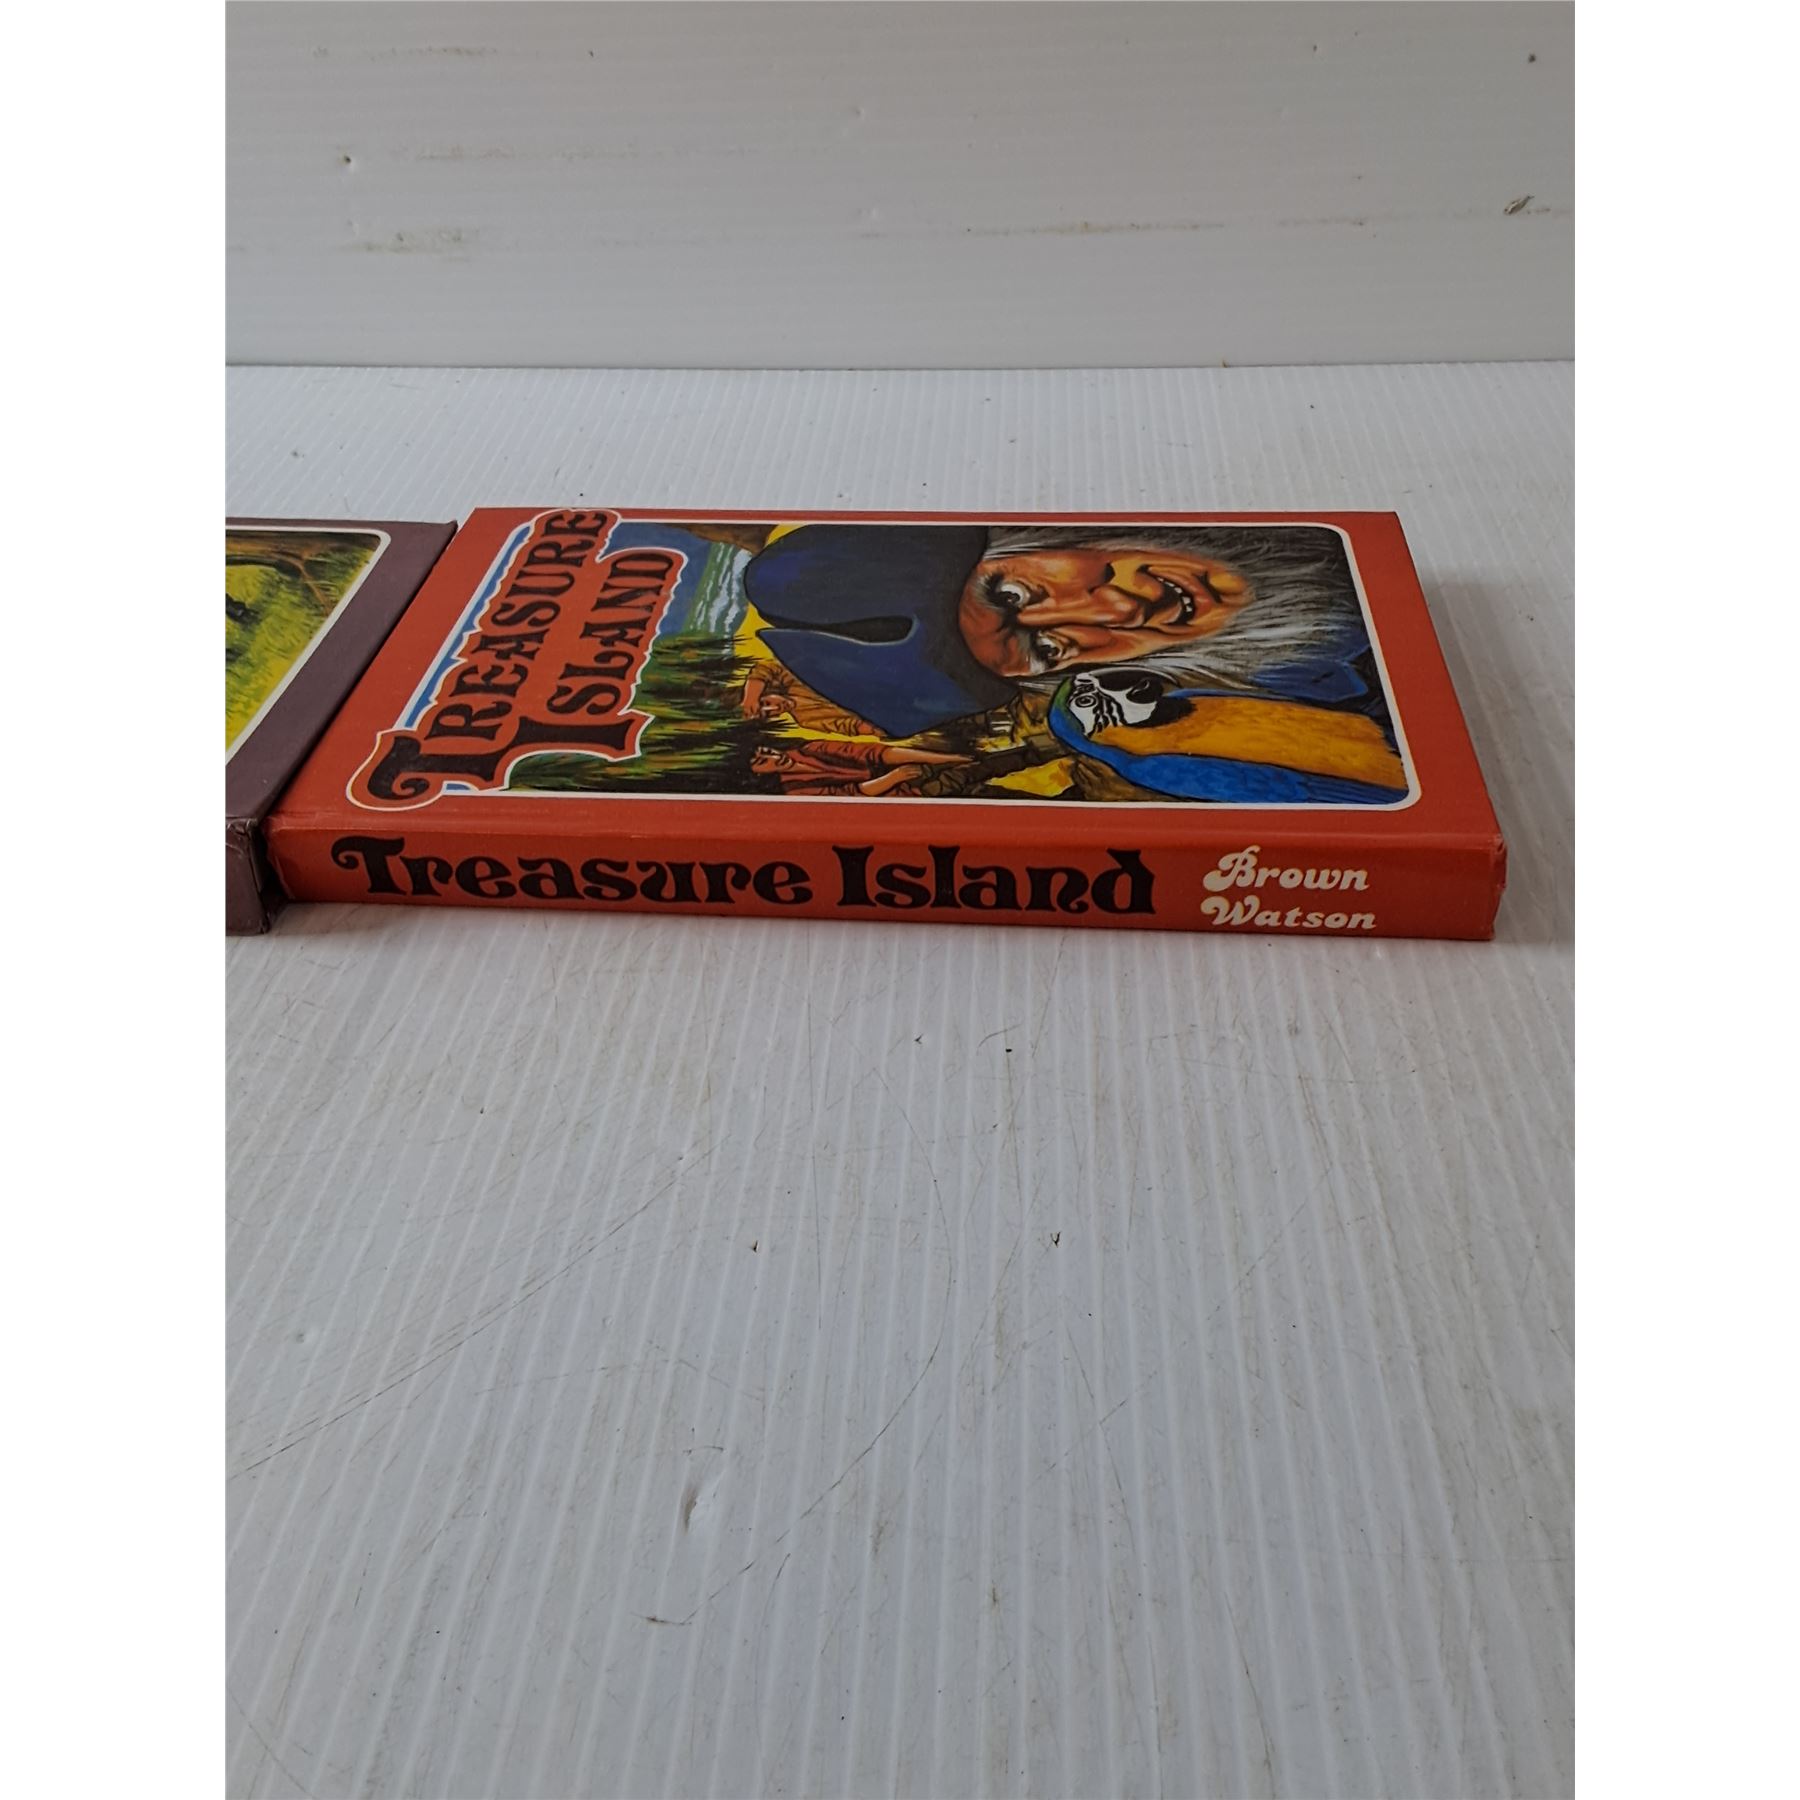 TREASURE
ISLAND
Treasure Island
Brown
Watson